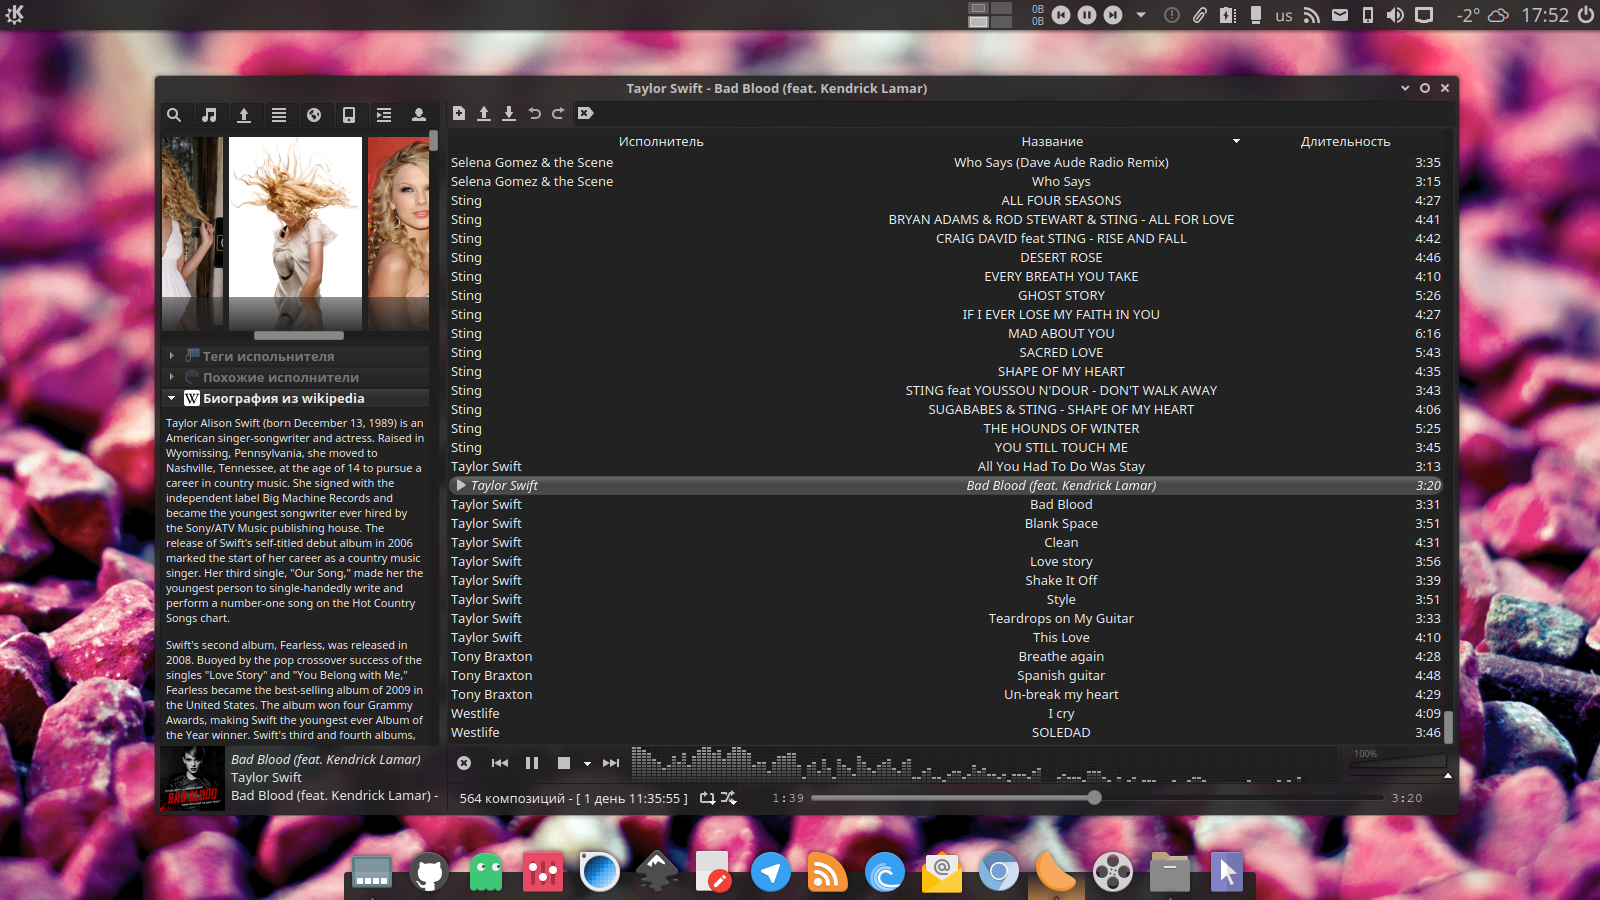 0B
0B
us
-2°
17:52
Taylor Swift - Bad Blood (feat. Kendrick Lamar)
Исполнитель Название Длительность
Selena Gomez & the Scene Who Says (Dave Aude Radio Remix) 3:35
Selena Gomez & the Scene Who Says 3:15
Sting ALL FOUR SEASONS 4:27
Sting BRYAN ADAMS & ROD STEWART & STING - ALL FOR LOVE 4:41
Sting CRAIG DAVID feat STING - RISE AND FALL 4:42
Sting DESERT ROSE 4:46
Sting EVERY BREATH YOU TAKE 4:10
Sting GHOST STORY 5:26
Sting IF I EVER LOSE MY FAITH IN YOU 4:27
Sting MAD ABOUT YOU 6:16
Sting SACRED LOVE 5:43
Sting SHAPE OF MY HEART 4:35
Sting STING feat YOUSSOU N'DOUR - DON'T WALK AWAY 3:43
Sting SUGABABES & STING - SHAPE OF MY HEART 4:06
Sting THE HOUNDS OF WINTER 5:25
Sting YOU STILL TOUCH ME 3:45
Taylor Swift All You Had To Do Was Stay 3:13
Taylor Swift Bad Blood (feat. Kendrick Lamar) 3:20
Taylor Swift Bad Blood 3:31
Taylor Swift Blank Space 3:51
Taylor Swift Clean 4:31
Taylor Swift Love story 3:56
Taylor Swift Shake It Off 3:39
Taylor Swift Style 3:51
Taylor Swift Teardrops on My Guitar 3:33
Taylor Swift This Love 4:10
Tony Braxton Breathe again 4:28
Tony Braxton Spanish guitar 4:48
Tony Braxton Un-break my heart 4:29
Westlife I cry 4:09
Westlife SOLEDAD 3:46
Теги испольнителя
Похожие исполнители
W Биография из wikipedia
Taylor Alison Swift (born December 13, 1989) is an
American singer-songwriter and actress. Raised in
Wyomissing, Pennsylvania, she moved to
Nashville, Tennessee, at the age of 14 to pursue a
career in country music. She signed with the
independent label Big Machine Records and
became the youngest songwriter ever hired by
the Sony/ATV Music publishing house. The
release of Swift's self-titled debut album in 2006
marked the start of her career as a country music
singer. Her third single, "Our Song," made her the
youngest person to single-handedly write and
perform a number-one song on the Hot Country
Songs chart.
Swift's second album, Fearless, was released in
2008. Buoyed by the pop crossover success of the
singles "Love Story" and "You Belong with Me,"
Fearless became the best-selling album of 2009 in
the United States. The album won four Grammy
Awards, making Swift the youngest ever Album of
the Year winner. Swift's third and fourth albums,
BAD BLOOD
Bad Blood (feat. Kendrick Lamar)
Taylor Swift
Bad Blood (feat. Kendrick Lamar) -
100%
564 композиций - [ 1 день 11:35:55 ]
1:39
3:20